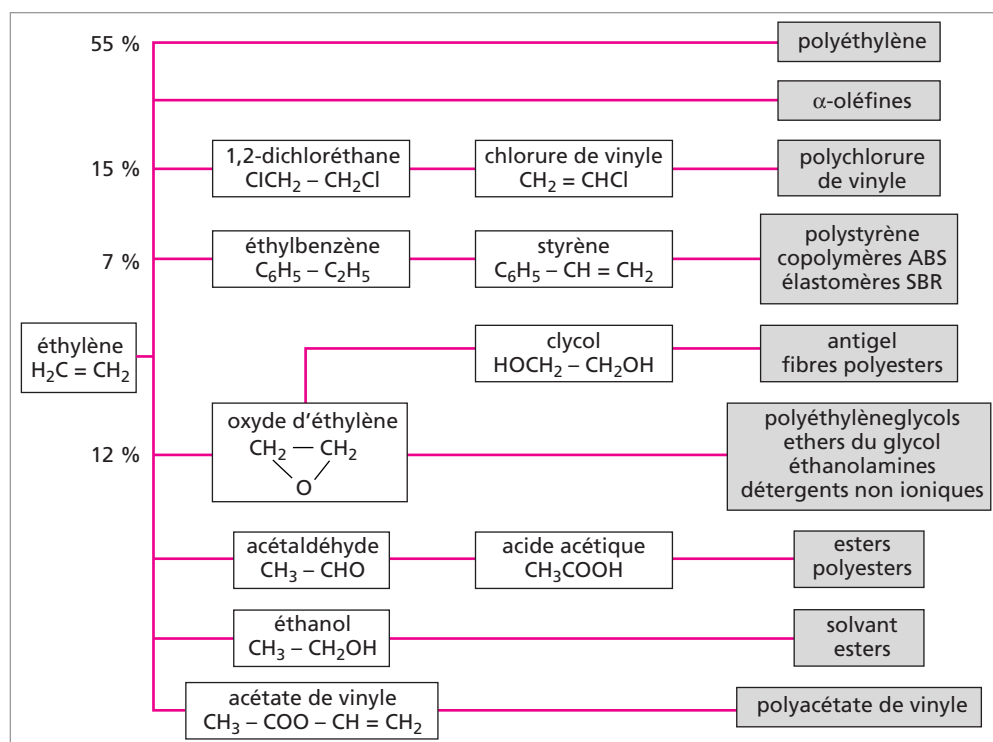 55 %
polyéthylène
α-oléfines
15 %
1,2-dichloréthane
ClCH₂ – CH₂Cl
chlorure de vinyle
CH₂ = CHCl
polychlorure
de vinyle
7 %
éthylbenzène
C₆H₅ – C₂H₅
styrène
C₆H₅ – CH = CH₂
polystyrène
copolymères ABS
élastomères SBR
éthylène
H₂C = CH₂
clycol
HOCH₂ – CH₂OH
antigel
fibres polyesters
12 %
oxyde d'éthylène
CH₂ — CH₂
O
polyéthylèneglycols
ethers du glycol
éthanolamines
détergents non ioniques
acétaldéhyde
CH₃ – CHO
acide acétique
CH₃COOH
esters
polyesters
éthanol
CH₃ – CH₂OH
solvant
esters
acétate de vinyle
CH₃ – COO – CH = CH₂
polyacétate de vinyle